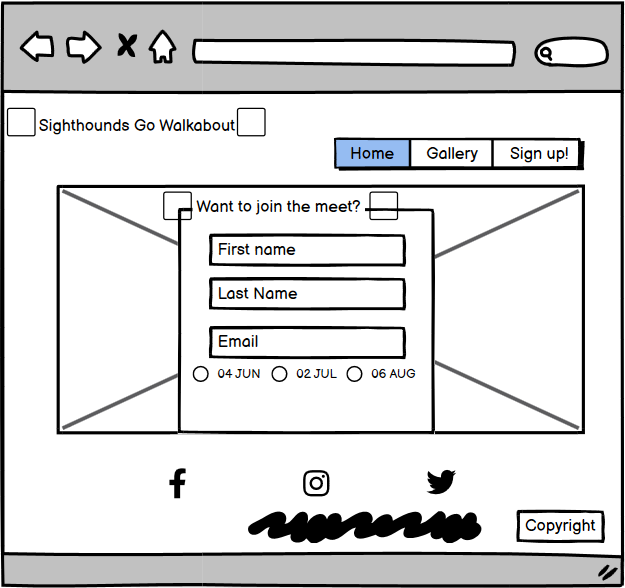 Sighthounds Go Walkabout
Home Gallery Sign up!
Want to join the meet?
First name
Last Name
Email
04 JUN 02 JUL 06 AUG
Copyright